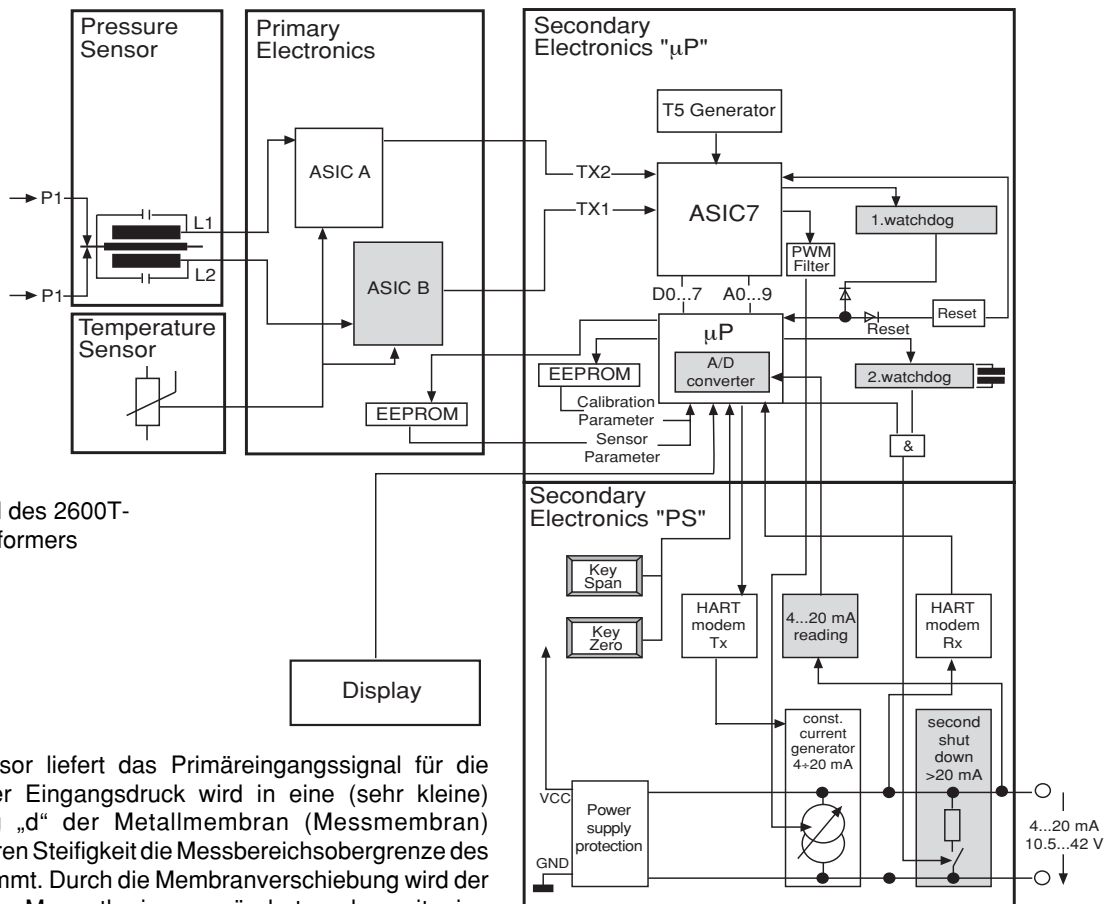 Pressure
Sensor
Primary
Electronics
Secondary
Electronics "µP"
T5 Generator
ASIC A
TX2
TX1
ASIC7
1.watchdog
PWM
Filter
P1
L1
L2
P1
ASIC B
D0...7
A0...9
Reset
Reset
Temperature
Sensor
µP
A/D
converter
2.watchdog
EEPROM
EEPROM
Calibration
Parameter
Sensor
Parameter
&
des 2600T-
formers
Secondary
Electronics "PS"
Key
Span
Key
Zero
HART
modem
Tx
4...20 mA
reading
HART
modem
Rx
Display
const.
current
generator
4÷20 mA
second
shut
down
>20 mA
VCC
GND
Power
supply
protection
4...20 mA
10.5...42 V
sor liefert das Primäreingangssignal für die
er Eingangsdruck wird in eine (sehr kleine)
„d“ der Metallmembran (Messmembran)
ren Steifigkeit die Messbereichsobergrenze des
mmt. Durch die Membranverschiebung wird der